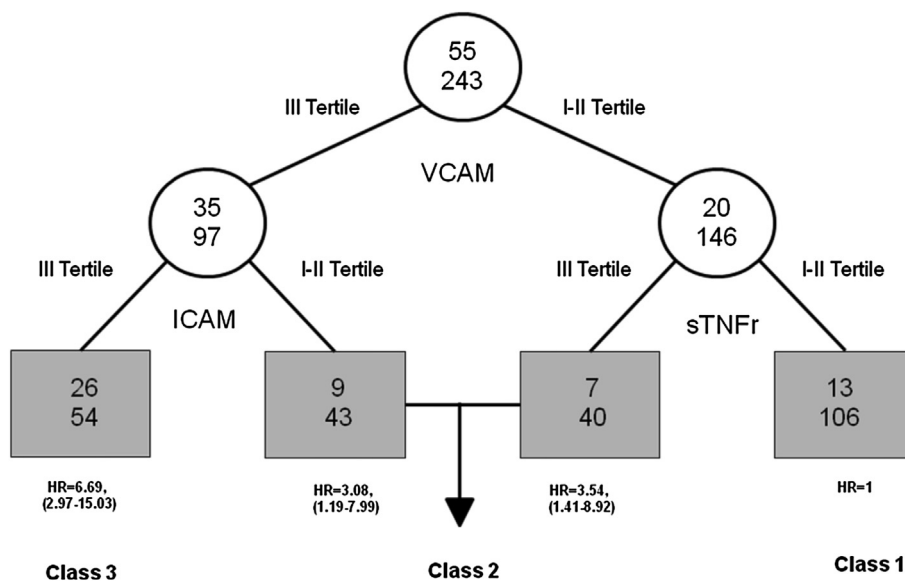 55
243
III Tertile
I-II Tertile
VCAM
35
97
20
146
III Tertile
I-II Tertile
III Tertile
I-II Tertile
ICAM
sTNFr
26
54
9
43
7
40
13
106
HR=6.69,
(2.97-15.03)
HR=3.08,
(1.19-7.99)
HR=3.54,
(1.41-8.92)
HR=1
Class 3
Class 2
Class 1